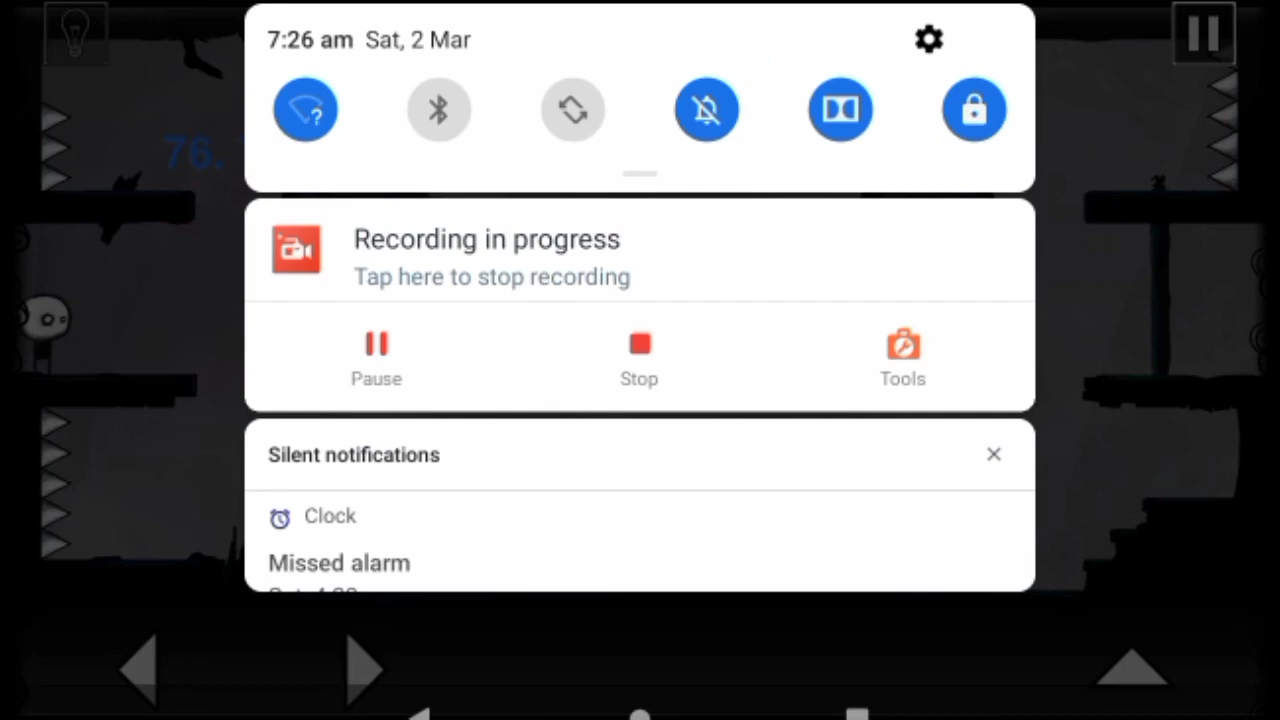 7:26 am Sat, 2 Mar
76.
Recording in progress
Tap here to stop recording
Pause Stop Tools
Silent notifications
Clock
Missed alarm